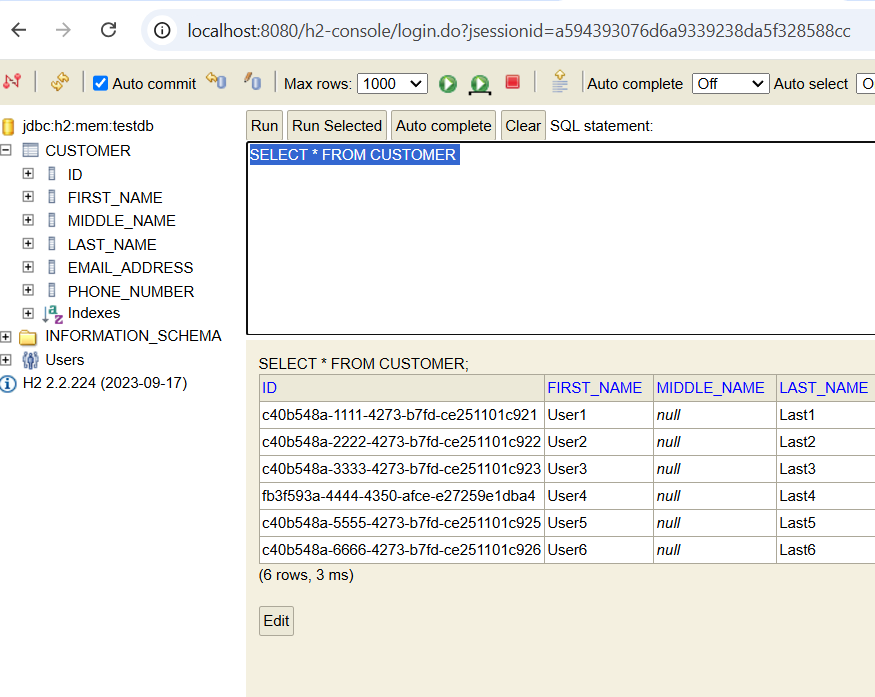 localhost:8080/h2-console/login.do?jsessionid=a594393076d6a9339238da5f328588cc
Auto commit Max rows: 1000 Auto complete Off Auto select
jdbc:h2:mem:testdb
CUSTOMER
ID
FIRST_NAME
MIDDLE_NAME
LAST_NAME
EMAIL_ADDRESS
PHONE_NUMBER
Indexes
INFORMATION_SCHEMA
Users
H2 2.2.224 (2023-09-17)
Run Run Selected Auto complete Clear SQL statement:
SELECT * FROM CUSTOMER
SELECT * FROM CUSTOMER;
ID FIRST_NAME MIDDLE_NAME LAST_NAME
c40b548a-1111-4273-b7fd-ce251101c921 User1 null Last1
c40b548a-2222-4273-b7fd-ce251101c922 User2 null Last2
c40b548a-3333-4273-b7fd-ce251101c923 User3 null Last3
fb3f593a-4444-4350-afce-e27259e1dba4 User4 null Last4
c40b548a-5555-4273-b7fd-ce251101c925 User5 null Last5
c40b548a-6666-4273-b7fd-ce251101c926 User6 null Last6
(6 rows, 3 ms)
Edit